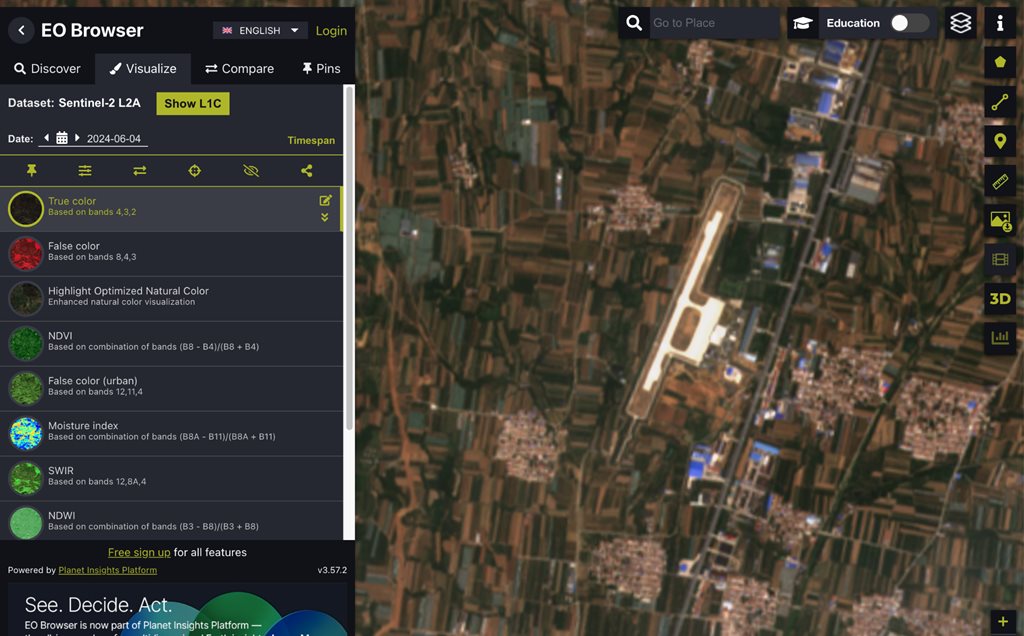 EO Browser
ENGLISH
Login
Discover
Visualize
Compare
Pins
Dataset: Sentinel-2 L2A
Show L1C
Date:
2024-06-04
Timespan
True color
Based on bands 4,3,2
False color
Based on bands 8,4,3
Highlight Optimized Natural Color
Enhanced natural color visualization
NDVI
Based on combination of bands (B8 - B4)/(B8 + B4)
False color (urban)
Based on bands 12,11,4
Moisture index
Based on combination of bands (B8A - B11)/(B8A + B11)
SWIR
Based on bands 12,8A,4
NDWI
Based on combination of bands (B3 - B8)/(B3 + B8)
Free sign up for all features
Powered by Planet Insights Platform
v3.57.2
See. Decide. Act.
EO Browser is now part of Planet Insights Platform —
Go to Place
Education
3D